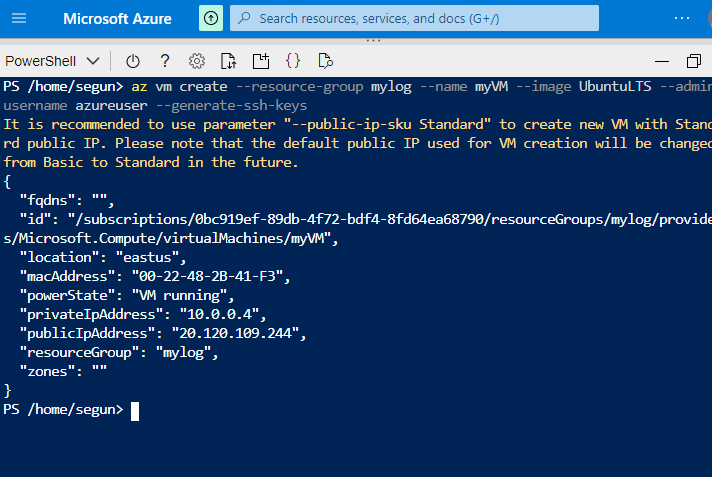 Microsoft Azure
Search resources, services, and docs (G+/)
PowerShell
PS /home/segun> az vm create --resource-group mylog --name myVM --image UbuntuLTS --admin
username azureuser --generate-ssh-keys
It is recommended to use parameter "--public-ip-sku Standard" to create new VM with Stand
rd public IP. Please note that the default public IP used for VM creation will be changed
from Basic to Standard in the future.
{
"fqdns": "",
"id": "/subscriptions/0bc919ef-89db-4f72-bdf4-8fd64ea68790/resourceGroups/mylog/provide
s/Microsoft.Compute/virtualMachines/myVM",
"location": "eastus",
"macAddress": "00-22-48-2B-41-F3",
"powerState": "VM running",
"privateIpAddress": "10.0.0.4",
"publicIpAddress": "20.120.109.244",
"resourceGroup": "mylog",
"zones": ""
}
PS /home/segun>